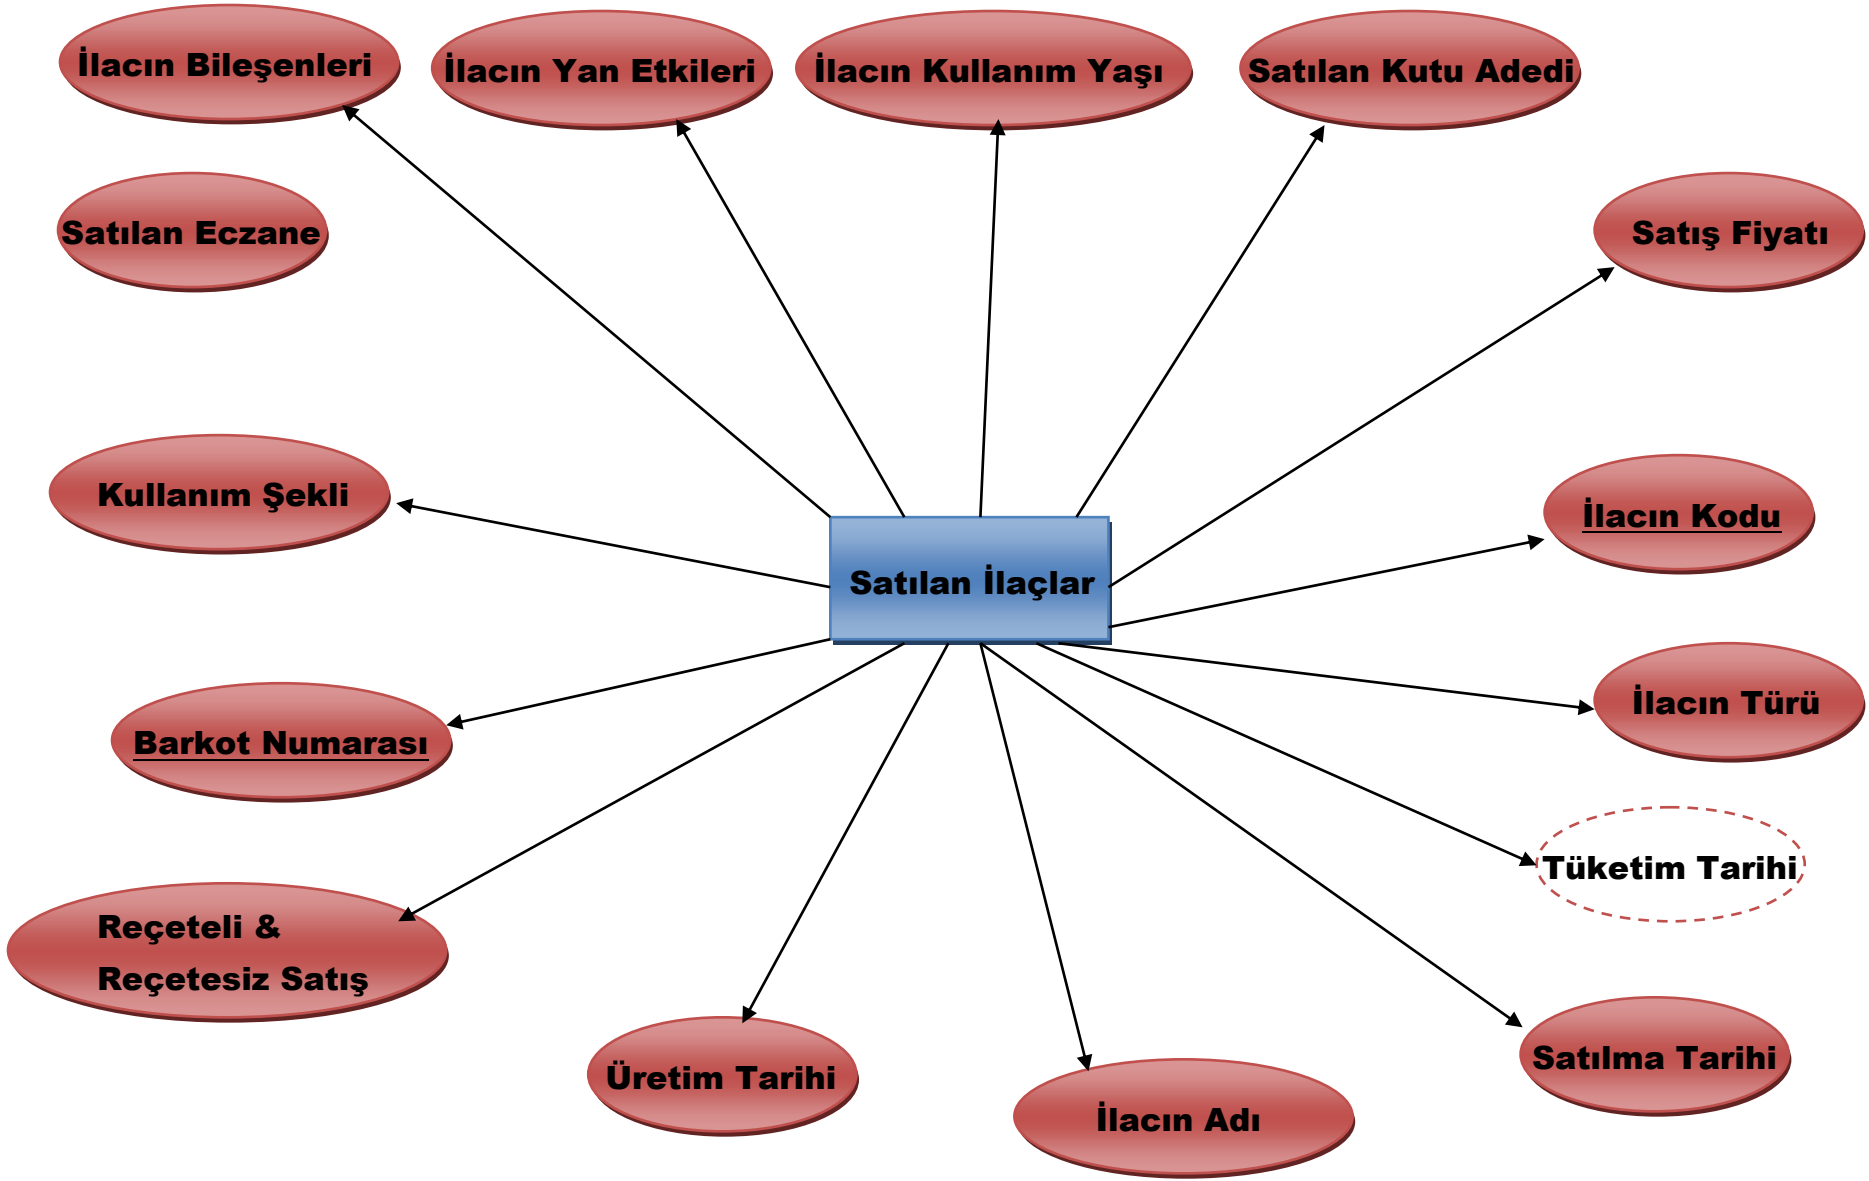 İlacın Bileşenleri
İlacın Yan Etkileri
İlacın Kullanım Yaşı
Satılan Kutu Adedi
Satılan Eczane
Satış Fiyatı
Kullanım Şekli
İlacın Kodu
Satılan İlaçlar
İlacın Türü
Barkot Numarası
Tüketim Tarihi
Reçeteli &
Reçetesiz Satış
Satılma Tarihi
Üretim Tarihi
İlacın Adı